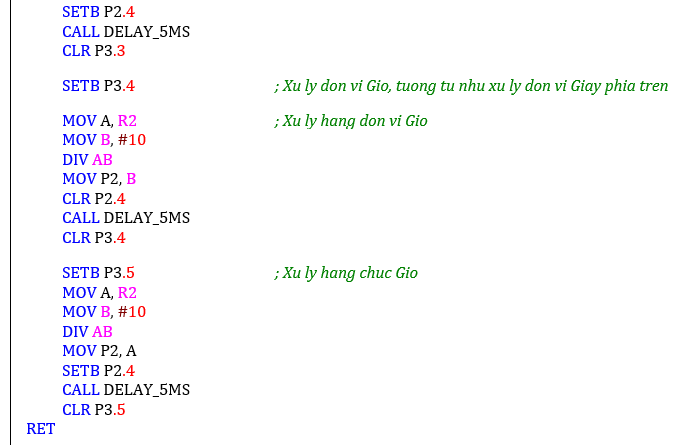 SETB P2.4
CALL DELAY_5MS
CLR P3.3
SETB P3.4 ; Xu ly don vi Gio, tuong tu nhu xu ly don vi Giay phia tren
MOV A, R2 ; Xu ly hang don vi Gio
MOV B, #10
DIV AB
MOV P2, B
CLR P2.4
CALL DELAY_5MS
CLR P3.4
SETB P3.5 ; Xu ly hang chuc Gio
MOV A, R2
MOV B, #10
DIV AB
MOV P2, A
SETB P2.4
CALL DELAY_5MS
CLR P3.5
RET